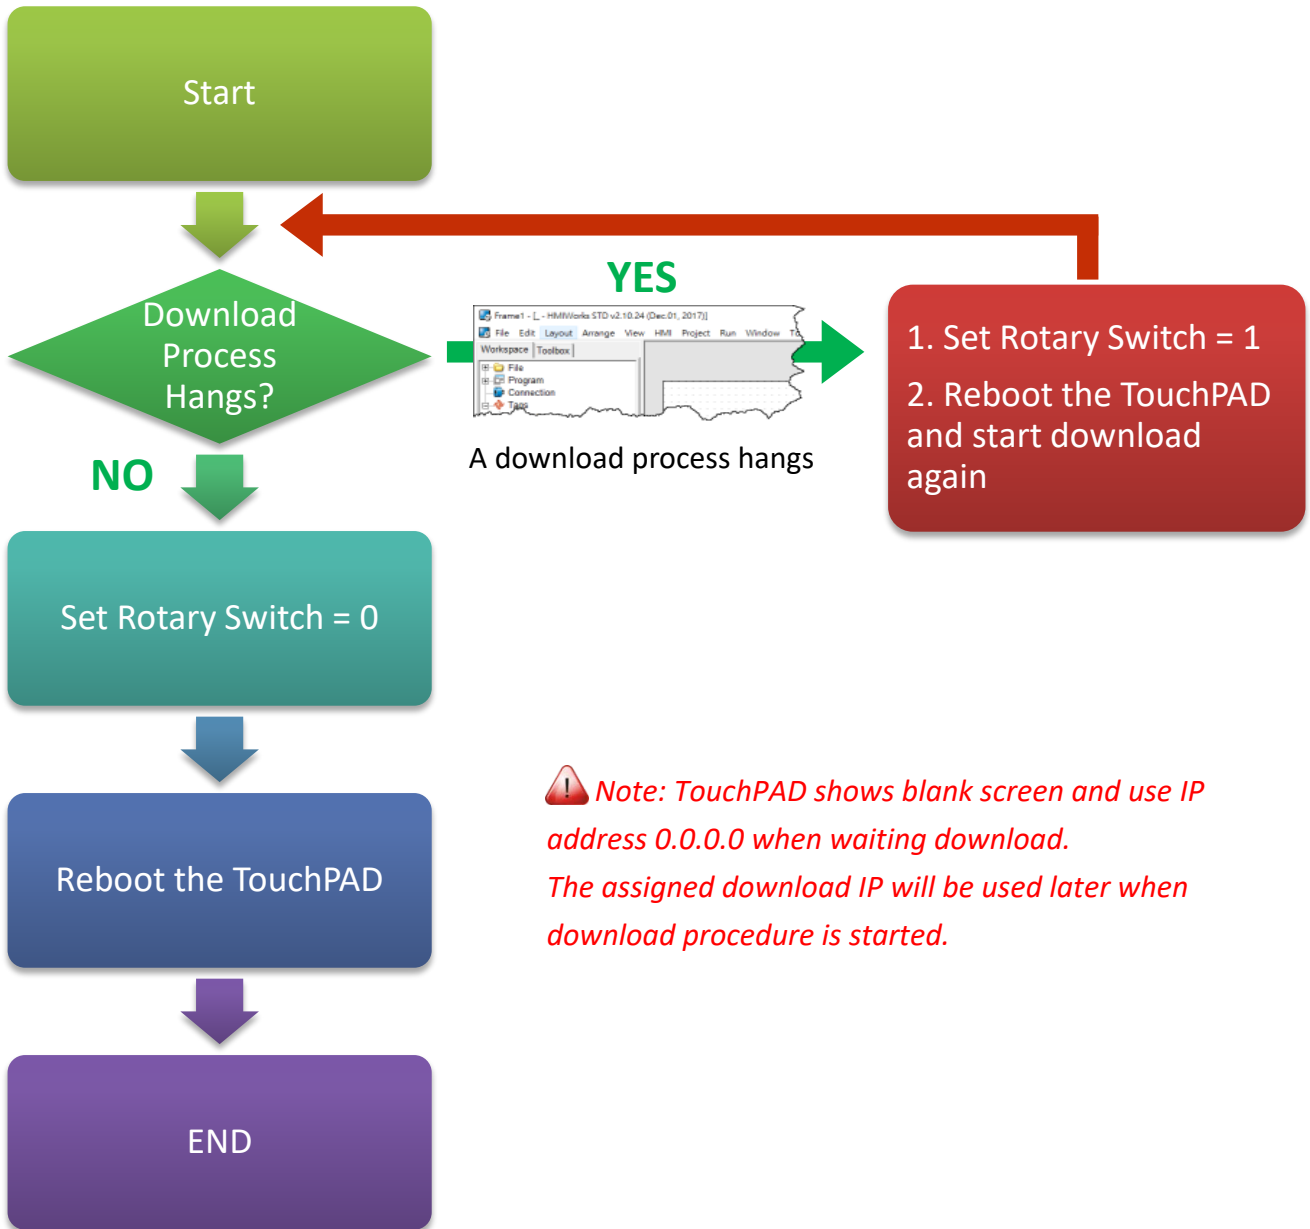 Start
YES
Download
Process
Hangs?
Frame1 - [_ - HMIWorks STD v2.10.24 (Dec.01, 2017)]
File Edit Layout Arrange View HMI Project Run Window
Workspace Toolbox
File
Program
Connection
Tags
A download process hangs
1. Set Rotary Switch = 1
2. Reboot the TouchPAD
and start download
again
NO
Set Rotary Switch = 0
Reboot the TouchPAD
Note: TouchPAD shows blank screen and use IP
address 0.0.0.0 when waiting download.
The assigned download IP will be used later when
download procedure is started.
END